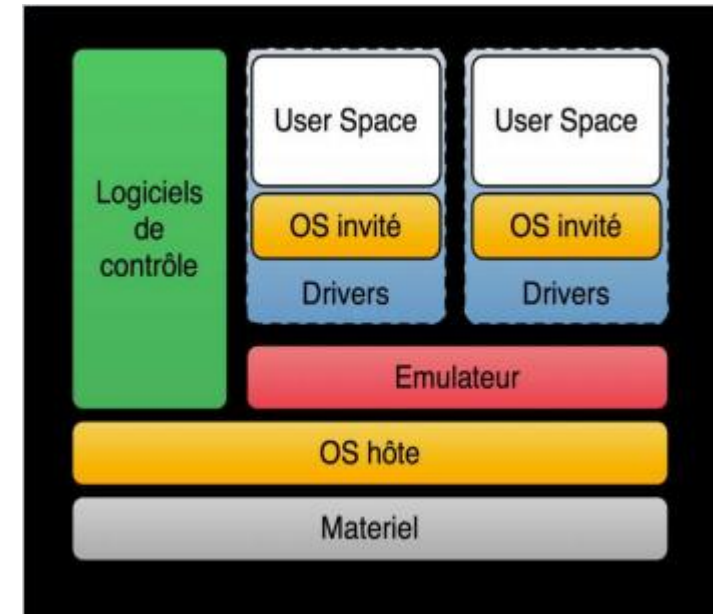 Logiciels
de
contrôle
User Space
OS invité
Drivers
User Space
OS invité
Drivers
Emulateur
OS hôte
Materiel